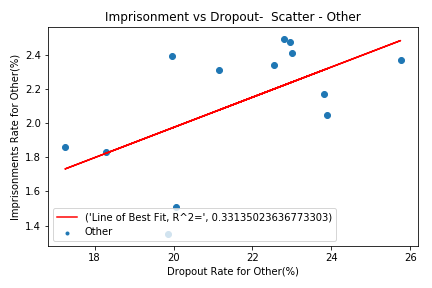 Imprisonment vs Dropout-  Scatter - Other
Imprisonments Rate for Other(%)
2.4
2.2
2.0
1.8
1.6
1.4
('Line of Best Fit, R^2=', 0.33135023636773303)
Other
18
20
22
24
26
Dropout Rate for Other(%)